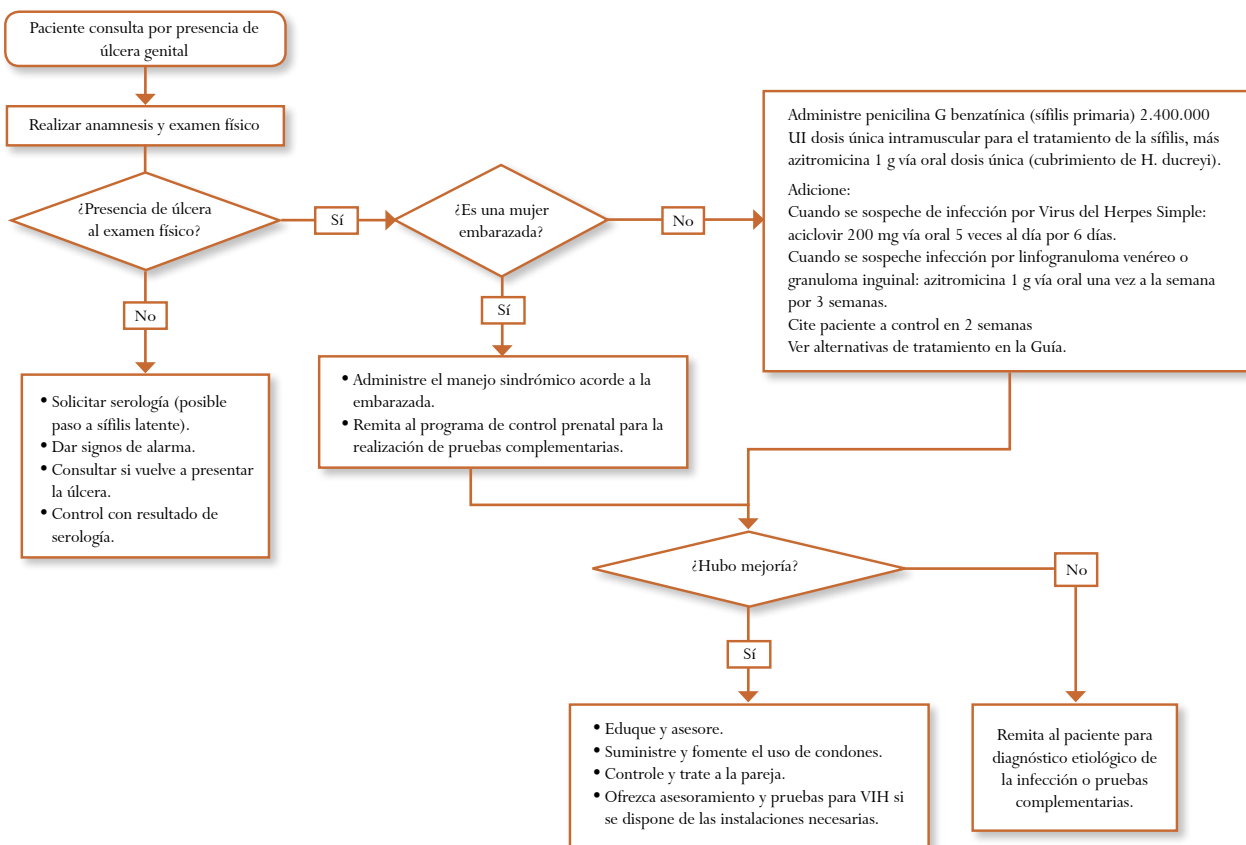 Paciente consulta por presencia de
úlcera genital
Realizar anamnesis y examen físico
¿Presencia de úlcera
al examen físico?
Sí
¿Es una mujer
embarazada?
No
Administre penicilina G benzatínica (sífilis primaria) 2.400.000
UI dosis única intramuscular para el tratamiento de la sífilis, más
azitromicina 1 g vía oral dosis única (cubrimiento de H. ducreyi).
Adicione:
Cuando se sospeche de infección por Virus del Herpes Simple:
aciclovir 200 mg vía oral 5 veces al día por 6 días.
Cuando se sospeche infección por linfogranuloma venéreo o
granuloma inguinal: azitromicina 1 g vía oral una vez a la semana
por 3 semanas.
Cite paciente a control en 2 semanas
Ver alternativas de tratamiento en la Guía.
No
Sí
• Solicitar serología (posible
paso a sífilis latente).
• Dar signos de alarma.
• Consultar si vuelve a presentar
la úlcera.
• Control con resultado de
serología.
• Administre el manejo sindrómico acorde a la
embarazada.
• Remita al programa de control prenatal para la
realización de pruebas complementarias.
¿Hubo mejoría?
No
Sí
• Eduque y asesore.
• Suministre y fomente el uso de condones.
• Controle y trate a la pareja.
• Ofrezca asesoramiento y pruebas para VIH si
se dispone de las instalaciones necesarias.
Remita al paciente para
diagnóstico etiológico de
la infección o pruebas
complementarias.